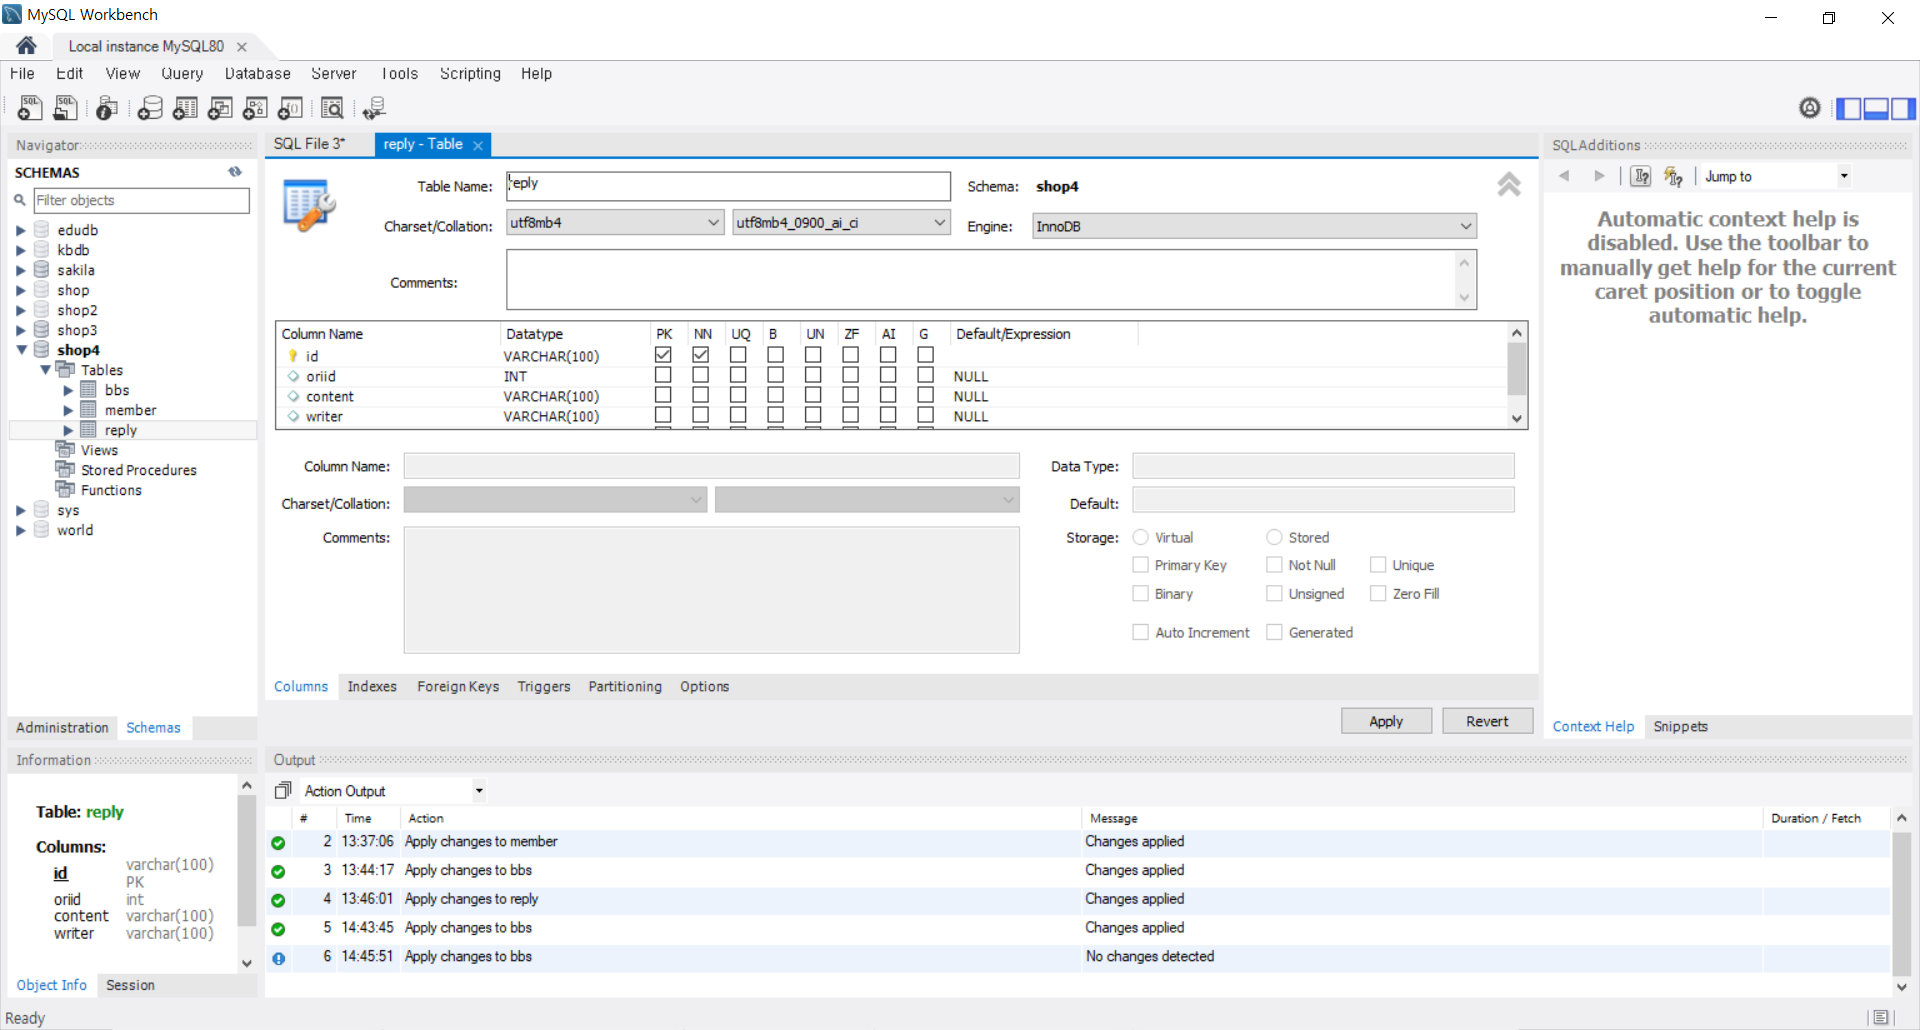 MySQL Workbench
Local instance MySQL80
File Edit View Query Database Server Tools Scripting Help
Navigator
SCHEMAS
Filter objects
edudb
kbdb
sakila
shop
shop2
shop3
shop4
Tables
bbs
member
reply
Views
Stored Procedures
Functions
sys
world
Administration Schemas
Information
Table: reply
Columns:
id varchar(100) PK
oriid int
content varchar(100)
writer varchar(100)
Object Info Session
SQL File 3* reply - Table
Table Name: reply Schema: shop4
Charset/Collation: utf8mb4 utf8mb4_0900_ai_ci Engine: InnoDB
Comments:
Column Name Datatype PK NN UQ B UN ZF AI G Default/Expression
id VARCHAR(100)
oriid INT NULL
content VARCHAR(100) NULL
writer VARCHAR(100) NULL
Column Name: Data Type:
Charset/Collation: Default:
Comments: Storage: Virtual Stored
Primary Key Not Null Unique
Binary Unsigned Zero Fill
Auto Increment Generated
Columns Indexes Foreign Keys Triggers Partitioning Options
Apply Revert
Output
Action Output
# Time Action Message Duration / Fetch
2 13:37:06 Apply changes to member Changes applied
3 13:44:17 Apply changes to bbs Changes applied
4 13:46:01 Apply changes to reply Changes applied
5 14:43:45 Apply changes to bbs Changes applied
6 14:45:51 Apply changes to bbs No changes detected
SQLAdditions
Jump to
Automatic context help is
disabled. Use the toolbar to
manually get help for the current
caret position or to toggle
automatic help.
Context Help Snippets
Ready